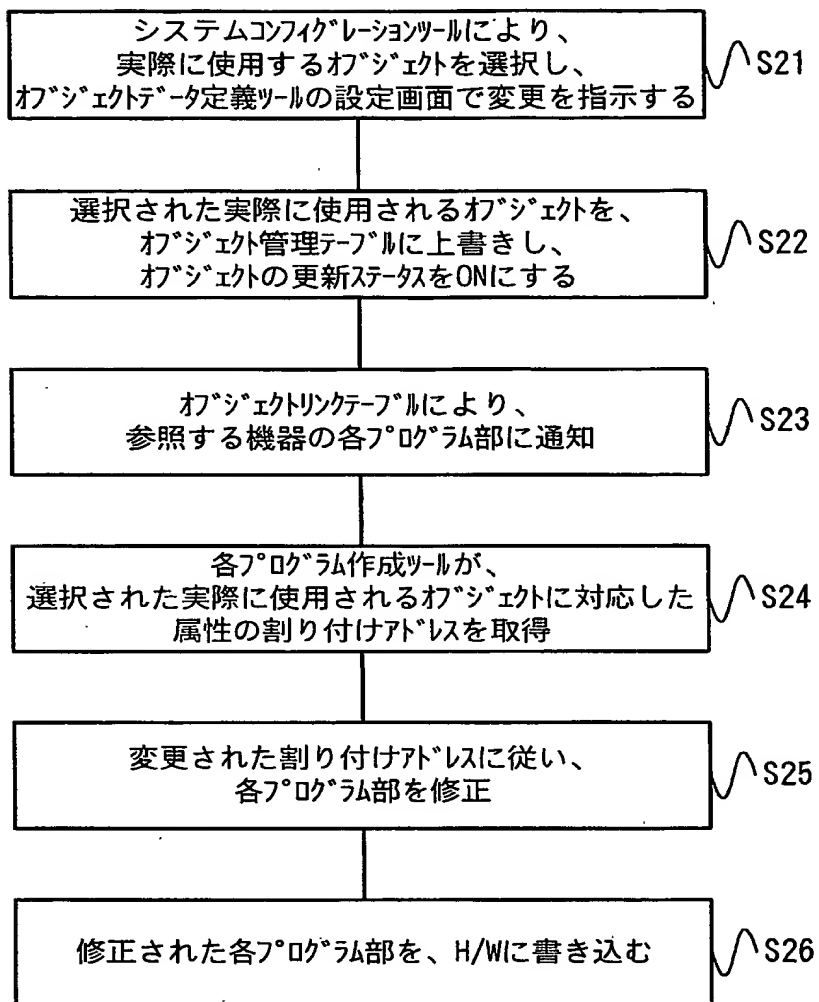 システムコンフィグレーションツールにより、
実際に使用するオブジェクトを選択し、
オブジェクトデータ定義ツールの設定画面で変更を指示する
S21
選択された実際に使用されるオブジェクトを、
オブジェクト管理テーブルに上書きし、
オブジェクトの更新ステータスをONにする
S22
オブジェクトリンクテーブルにより、
参照する機器の各プログラム部に通知
S23
各プログラム作成ツールが、
選択された実際に使用されるオブジェクトに対応した
属性の割り付けアドレスを取得
S24
変更された割り付けアドレスに従い、
各プログラム部を修正
S25
修正された各プログラム部を、H/Wに書き込む
S26